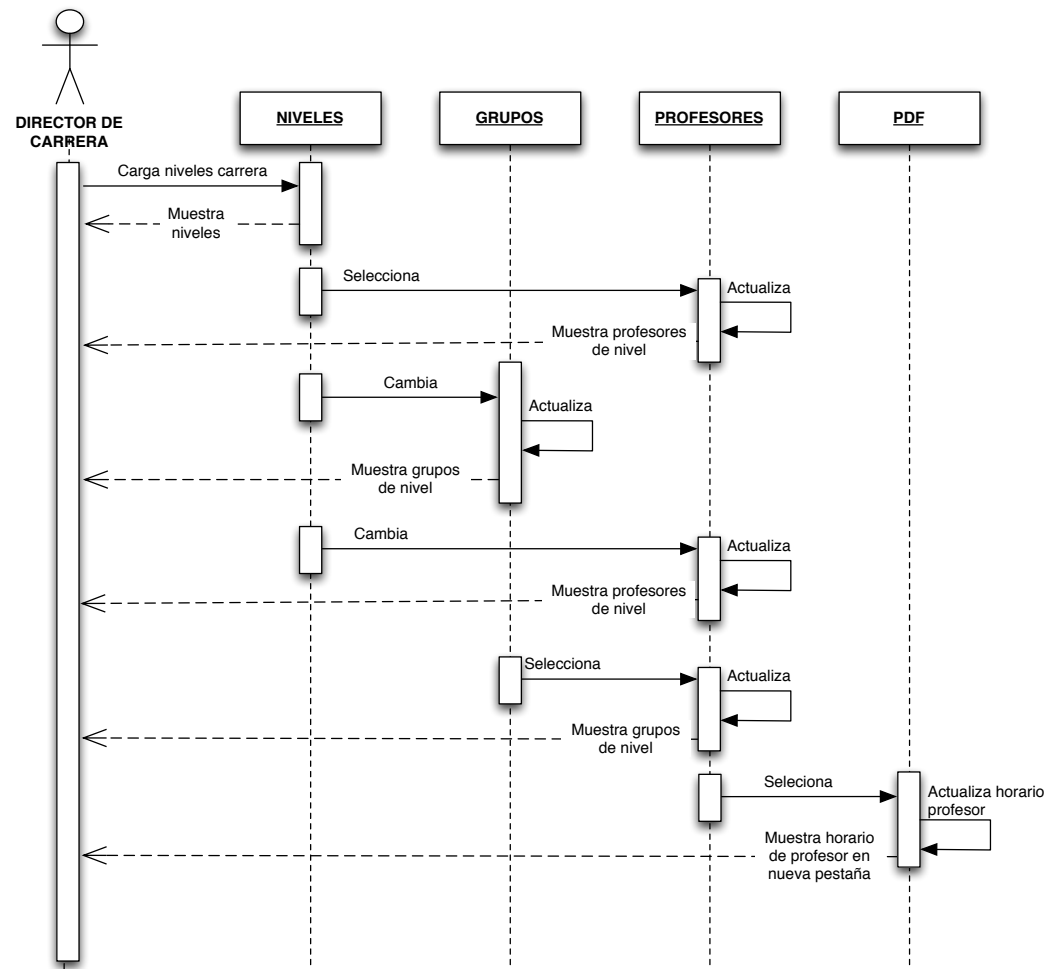 DIRECTOR DE
CARRERA
NIVELES
GRUPOS
PROFESORES
PDF
Carga niveles carrera
Muestra
niveles
Selecciona
Actualiza
Muestra profesores
de nivel
Cambia
Actualiza
Muestra grupos
de nivel
Cambia
Actualiza
Muestra profesores
de nivel
Selecciona
Actualiza
Muestra grupos
de nivel
Seleciona
Actualiza horario
profesor
Muestra horario
de profesor en
nueva pestaña